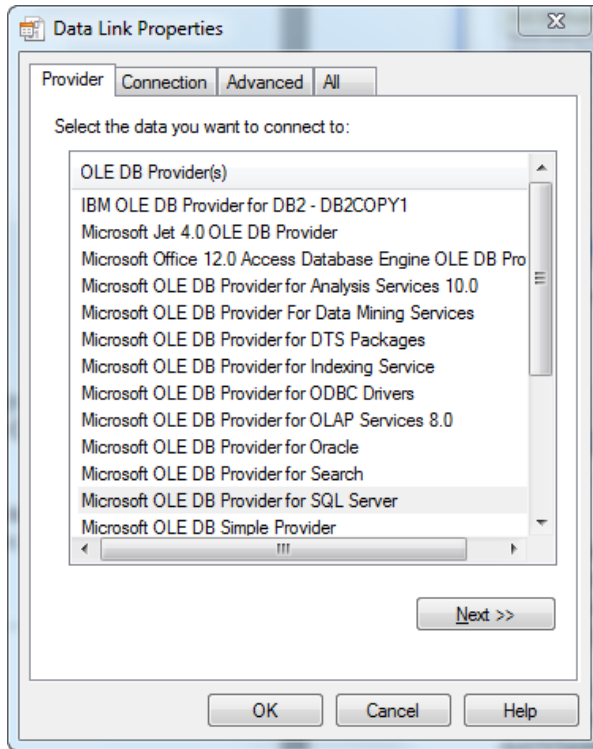 Data Link Properties
Provider Connection Advanced All
Select the data you want to connect to:
OLE DB Provider(s)
IBM OLE DB Provider for DB2 - DB2COPY1
Microsoft Jet 4.0 OLE DB Provider
Microsoft Office 12.0 Access Database Engine OLE DB Pro
Microsoft OLE DB Provider for Analysis Services 10.0
Microsoft OLE DB Provider For Data Mining Services
Microsoft OLE DB Provider for DTS Packages
Microsoft OLE DB Provider for Indexing Service
Microsoft OLE DB Provider for ODBC Drivers
Microsoft OLE DB Provider for OLAP Services 8.0
Microsoft OLE DB Provider for Oracle
Microsoft OLE DB Provider for Search
Microsoft OLE DB Provider for SQL Server
Microsoft OLE DB Simple Provider
Next >>
OK Cancel Help